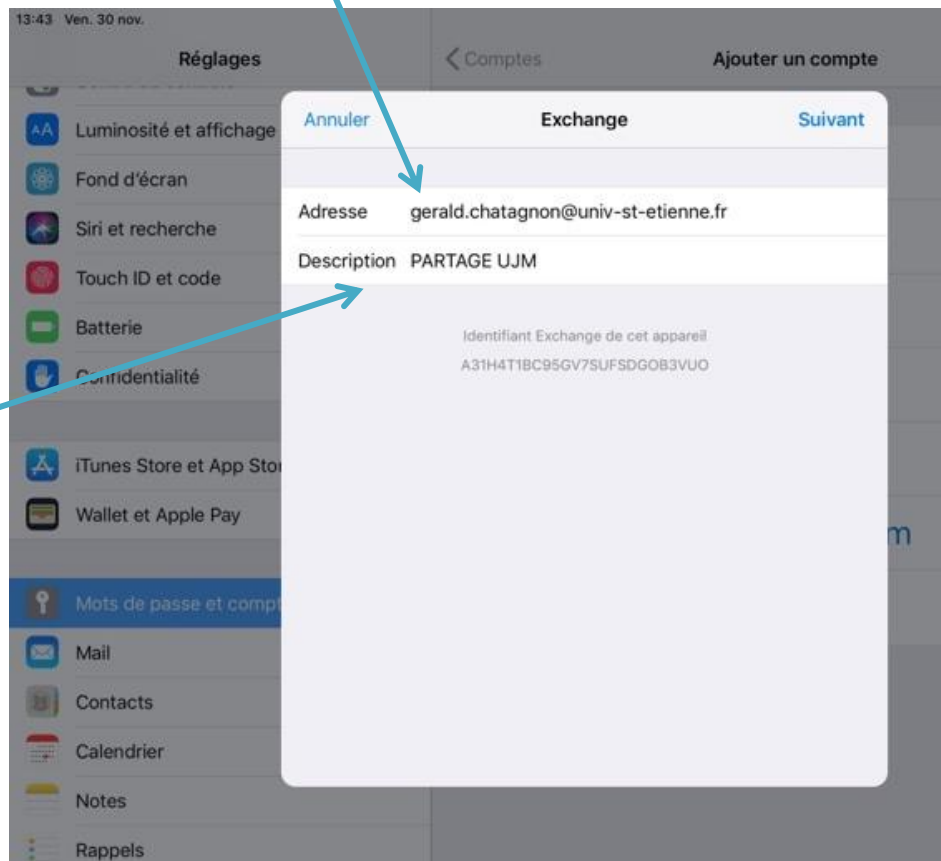 13:43 Ven. 30 nov.
Réglages
Comptes
Ajouter un compte
Luminosité et affichage
Fond d'écran
Siri et recherche
Touch ID et code
Batterie
Confidentialité
iTunes Store et App Stor
Wallet et Apple Pay
Mots de passe et compt
Mail
Contacts
Calendrier
Notes
Rappels
Annuler
Exchange
Suivant
Adresse gerald.chatagnon@univ-st-etienne.fr
Description PARTAGE UJM
Identifiant Exchange de cet appareil
A31H4T1BC95GV7SUFSDGOB3VUO
m